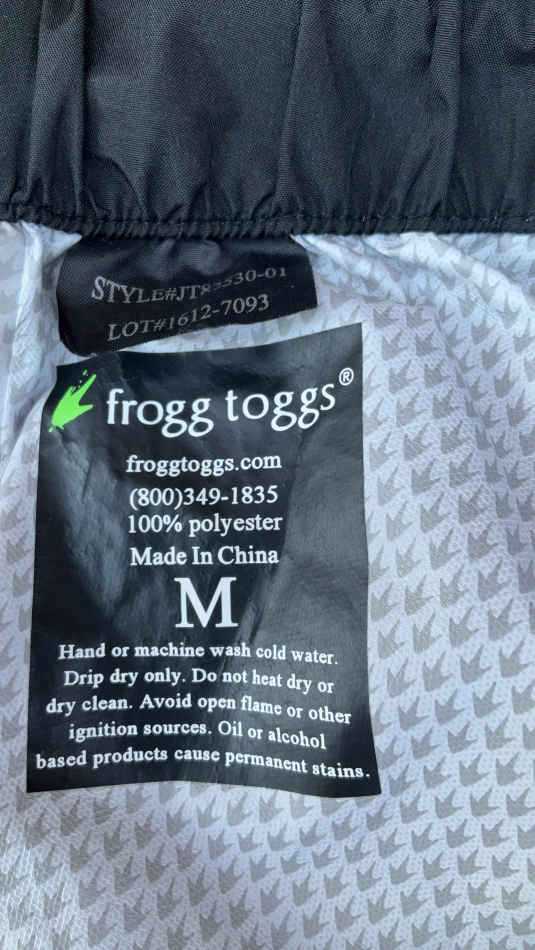 LOT#1612-7093
frogg toggs®
froggtoggs.com
(800)349-1835
100% polyester
Made In China
M
Hand or machine wash cold water.
Drip dry only. Do not heat dry or
dry clean. Avoid open flame or other
ignition sources. Oil or alcohol
based products cause permanent stains.